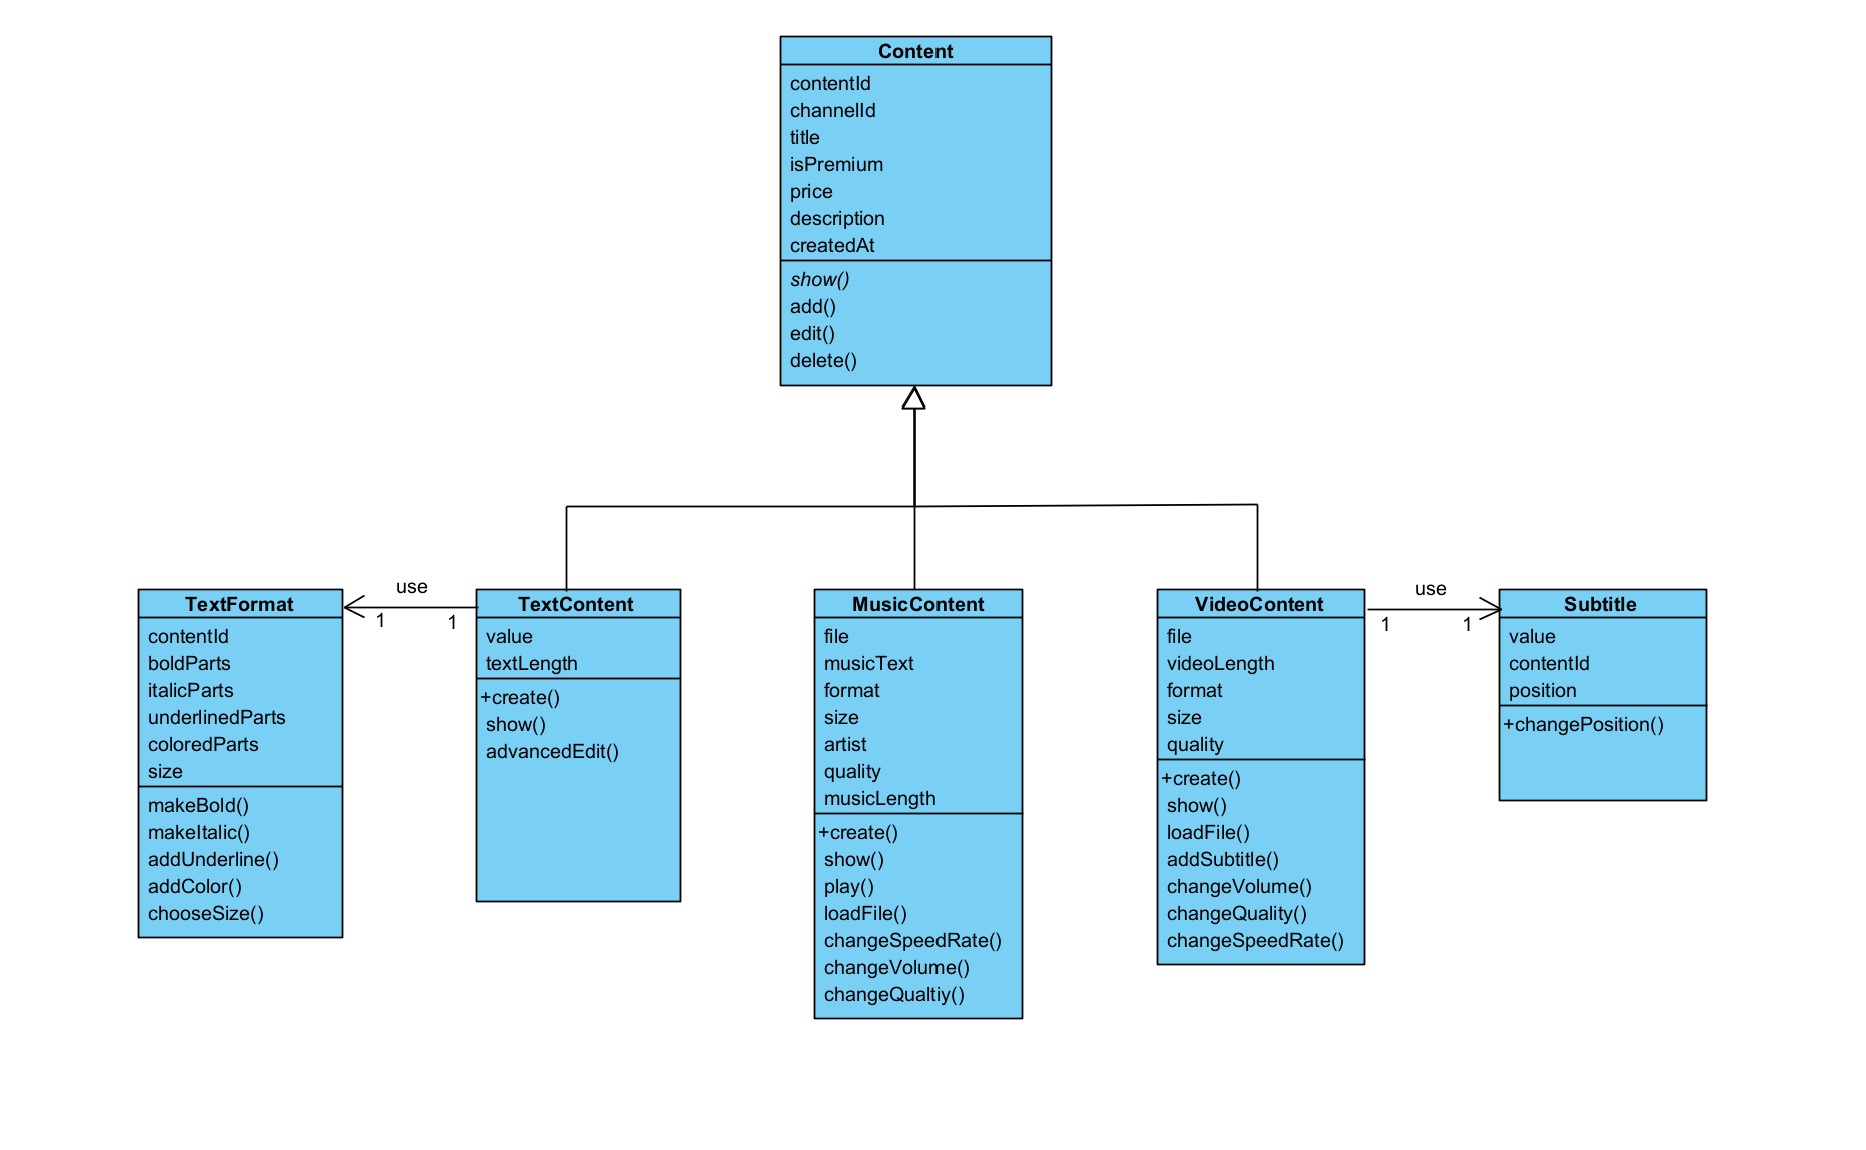 Content
contentId
channelId
title
isPremium
price
description
createdAt
show()
add()
edit()
delete()
TextFormat
contentId
boldParts
italicParts
underlinedParts
coloredParts
size
makeBold()
makeItalic()
addUnderline()
addColor()
chooseSize()
use
1
1
TextContent
value
textLength
+create()
show()
advancedEdit()
MusicContent
file
musicText
format
size
artist
quality
musicLength
+create()
show()
play()
loadFile()
changeSpeedRate()
changeVolume()
changeQualtiy()
VideoContent
file
videoLength
format
size
quality
+create()
show()
loadFile()
addSubtitle()
changeVolume()
changeQuality()
changeSpeedRate()
use
1
1
Subtitle
value
contentId
position
+changePosition()